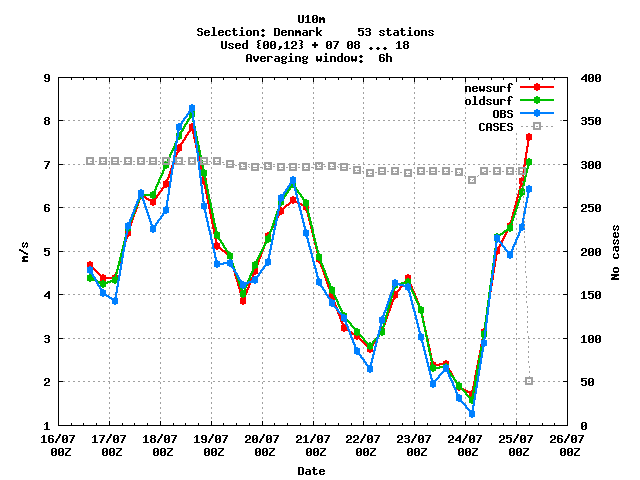 U10m
Selection: Denmark     53 stations
Used {00,12} + 07 08 ... 18
Averaging window:  6h
9
8
7
6
5
4
3
2
1
m/s
400
350
300
250
200
150
100
50
0
No cases
newsurf
oldsurf
OBS
CASES
16/07 17/07 18/07 19/07 20/07 21/07 22/07 23/07 24/07 25/07 26/07
00Z 00Z 00Z 00Z 00Z 00Z 00Z 00Z 00Z 00Z 00Z
Date